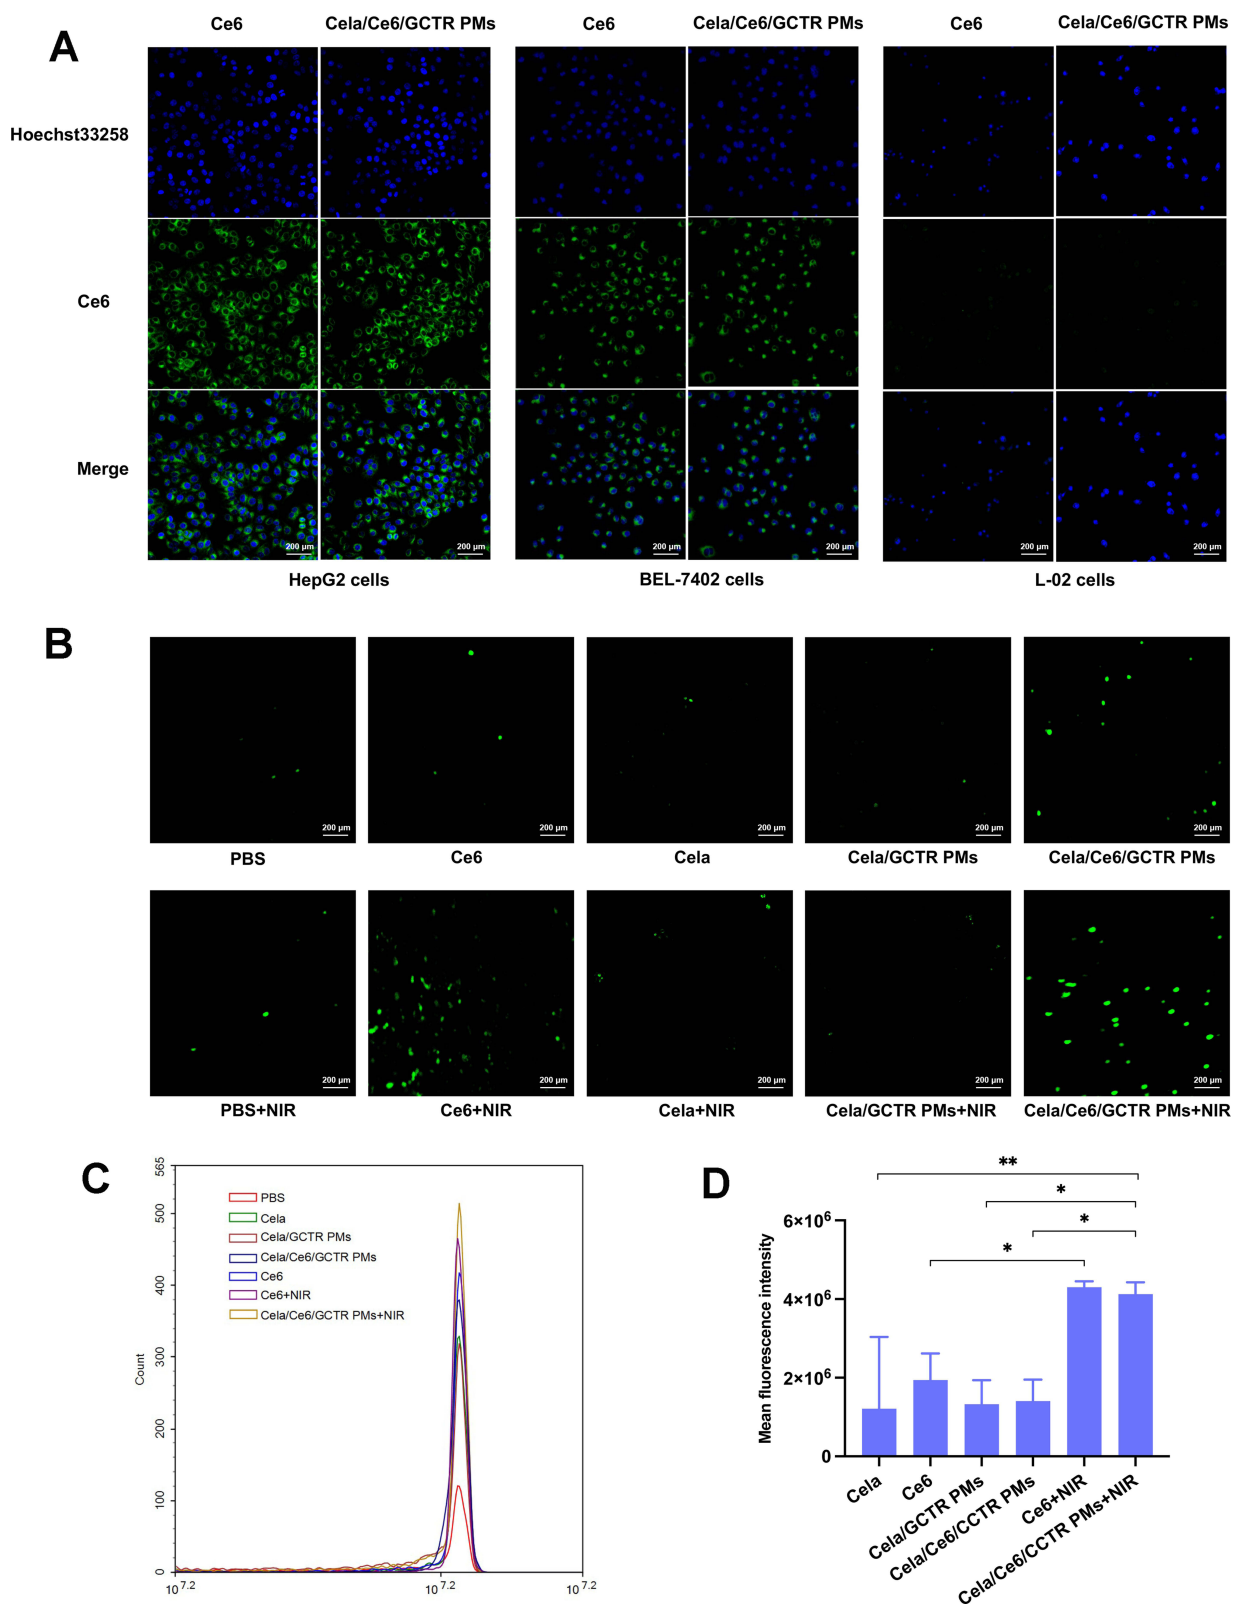 A
Ce6
Cela/Ce6/GCTR PMs
Ce6
Cela/Ce6/GCTR PMs
Ce6
Cela/Ce6/GCTR PMs
Hoechst33258
Ce6
Merge
200 µm
200 µm
200 µm
200 µm
200 µm
200 µm
HepG2 cells
BEL-7402 cells
L-02 cells
B
200 µm
200 µm
200 µm
200 µm
200 µm
PBS
Ce6
Cela
Cela/GCTR PMs
Cela/Ce6/GCTR PMs
200 µm
200 µm
200 µm
200 µm
200 µm
PBS+NIR
Ce6+NIR
Cela+NIR
Cela/GCTR PMs+NIR
Cela/Ce6/GCTR PMs+NIR
C
565
500
400
300
200
100
0
Count
PBS
Cela
Cela/GCTR PMs
Cela/Ce6/GCTR PMs
Ce6
Ce6+NIR
Cela/Ce6/GCTR PMs+NIR
10^7.2
10^7.2
10^7.2
D
**
*
*
*
Mean fluorescence intensity
6×10^6
4×10^6
2×10^6
0
Cela
Ce6
Cela/GCTR PMs
Cela/Ce6/CCTR PMs
Ce6+NIR
Cela/Ce6/CCTR PMs+NIR